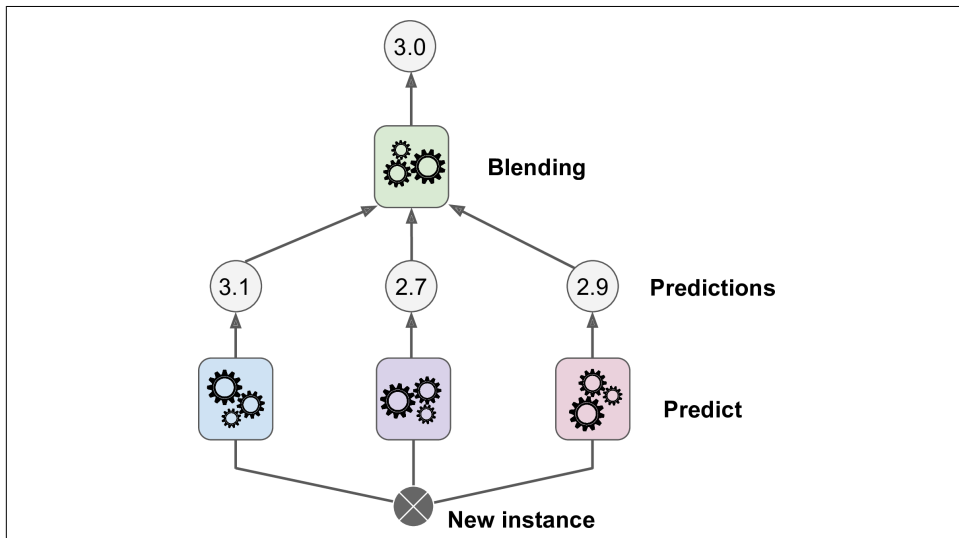 3.0
Blending
3.1
2.7
2.9
Predictions
Predict
New instance